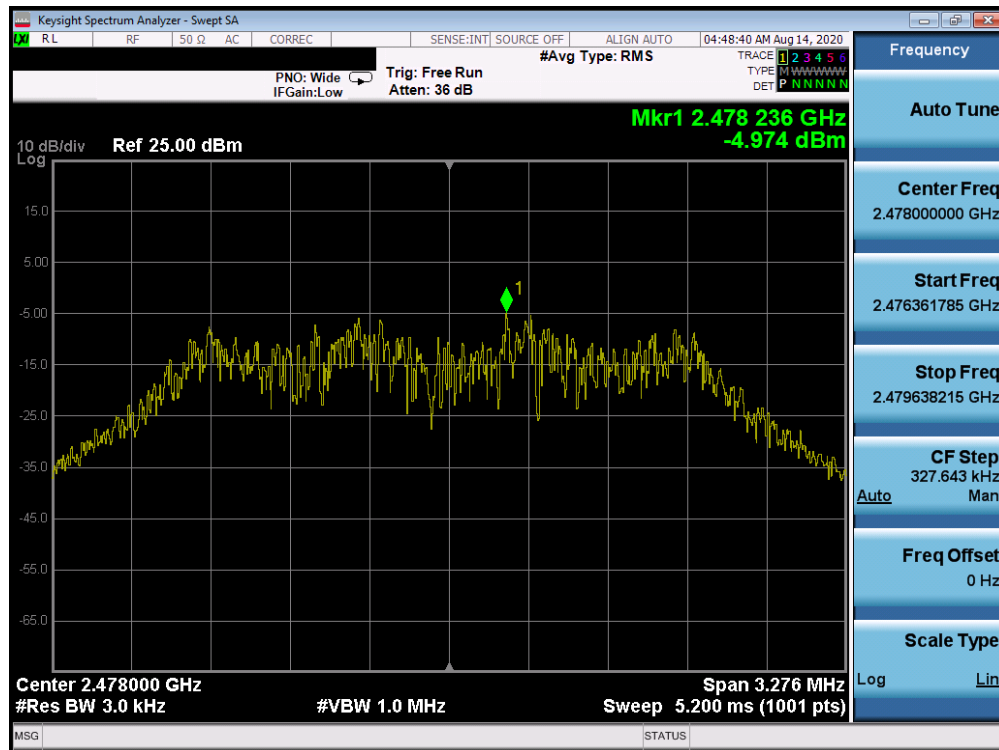 Keysight Spectrum Analyzer - Swept SA
LXI RL RF 50 Ω AC CORREC SENSE:INT SOURCE OFF ALIGN AUTO 04:48:40 AM Aug 14, 2020
#Avg Type: RMS
TRACE 1 2 3 4 5 6
PNO: Wide Trig: Free Run
TYPE M WWWWW
IFGain:Low Atten: 36 dB
DET P N N N N N
Mkr1 2.478 236 GHz
-4.974 dBm
10 dB/div Ref 25.00 dBm
Log
1
15.0
5.00
-5.00
-15.0
-25.0
-35.0
-45.0
-55.0
-65.0
Center 2.478000 GHz Span 3.276 MHz
#Res BW 3.0 kHz #VBW 1.0 MHz Sweep 5.200 ms (1001 pts)
MSG STATUS
Frequency
Auto Tune
Center Freq
2.478000000 GHz
Start Freq
2.476361785 GHz
Stop Freq
2.479638215 GHz
CF Step
327.643 kHz
Auto Man
Freq Offset
0 Hz
Scale Type
Log Lin